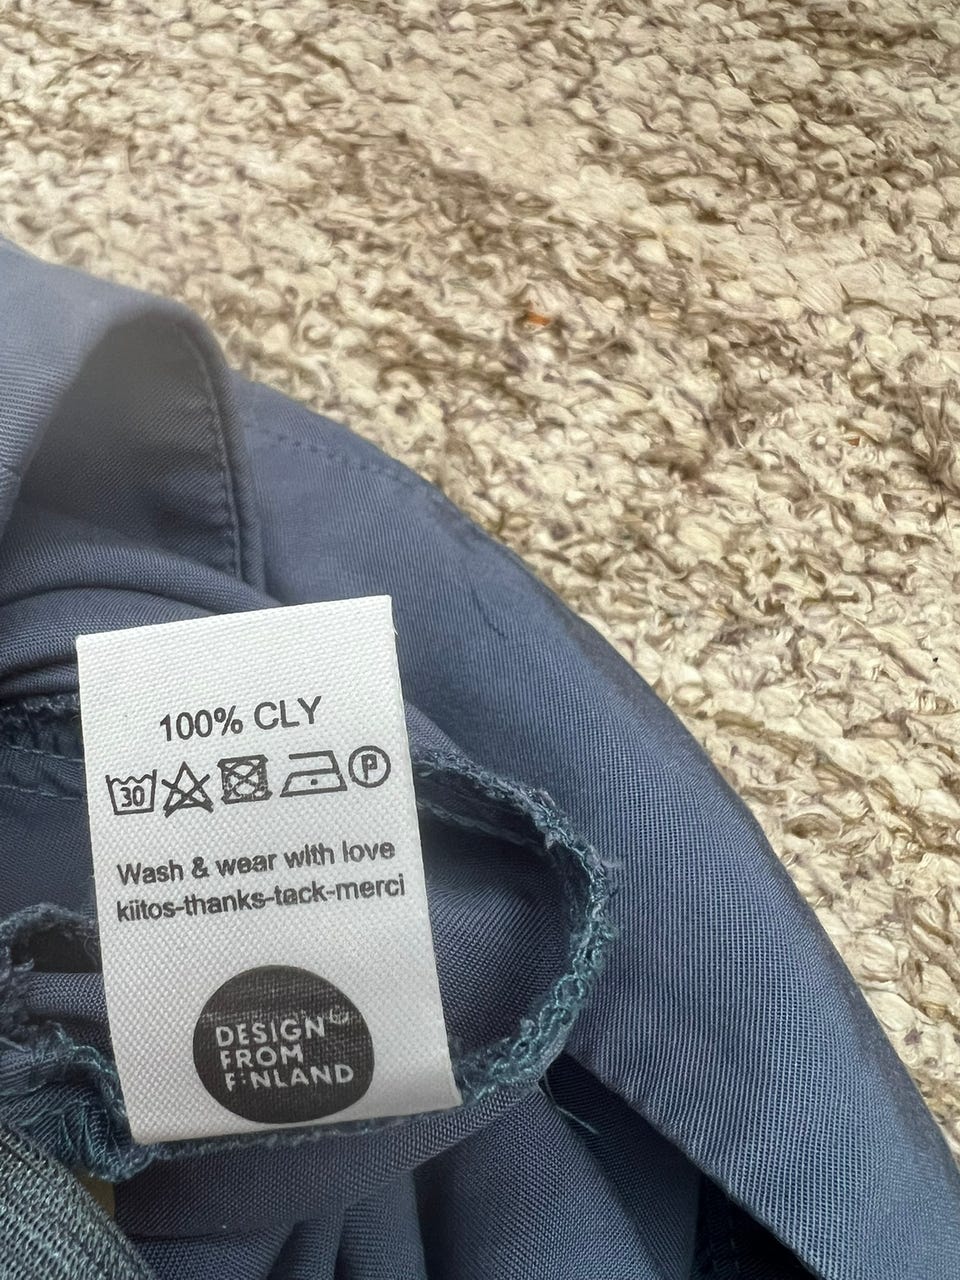 100% CLY
30 P
Wash & wear with love
kiitos-thanks-tack-merci
DESIGN
FROM
FINLAND